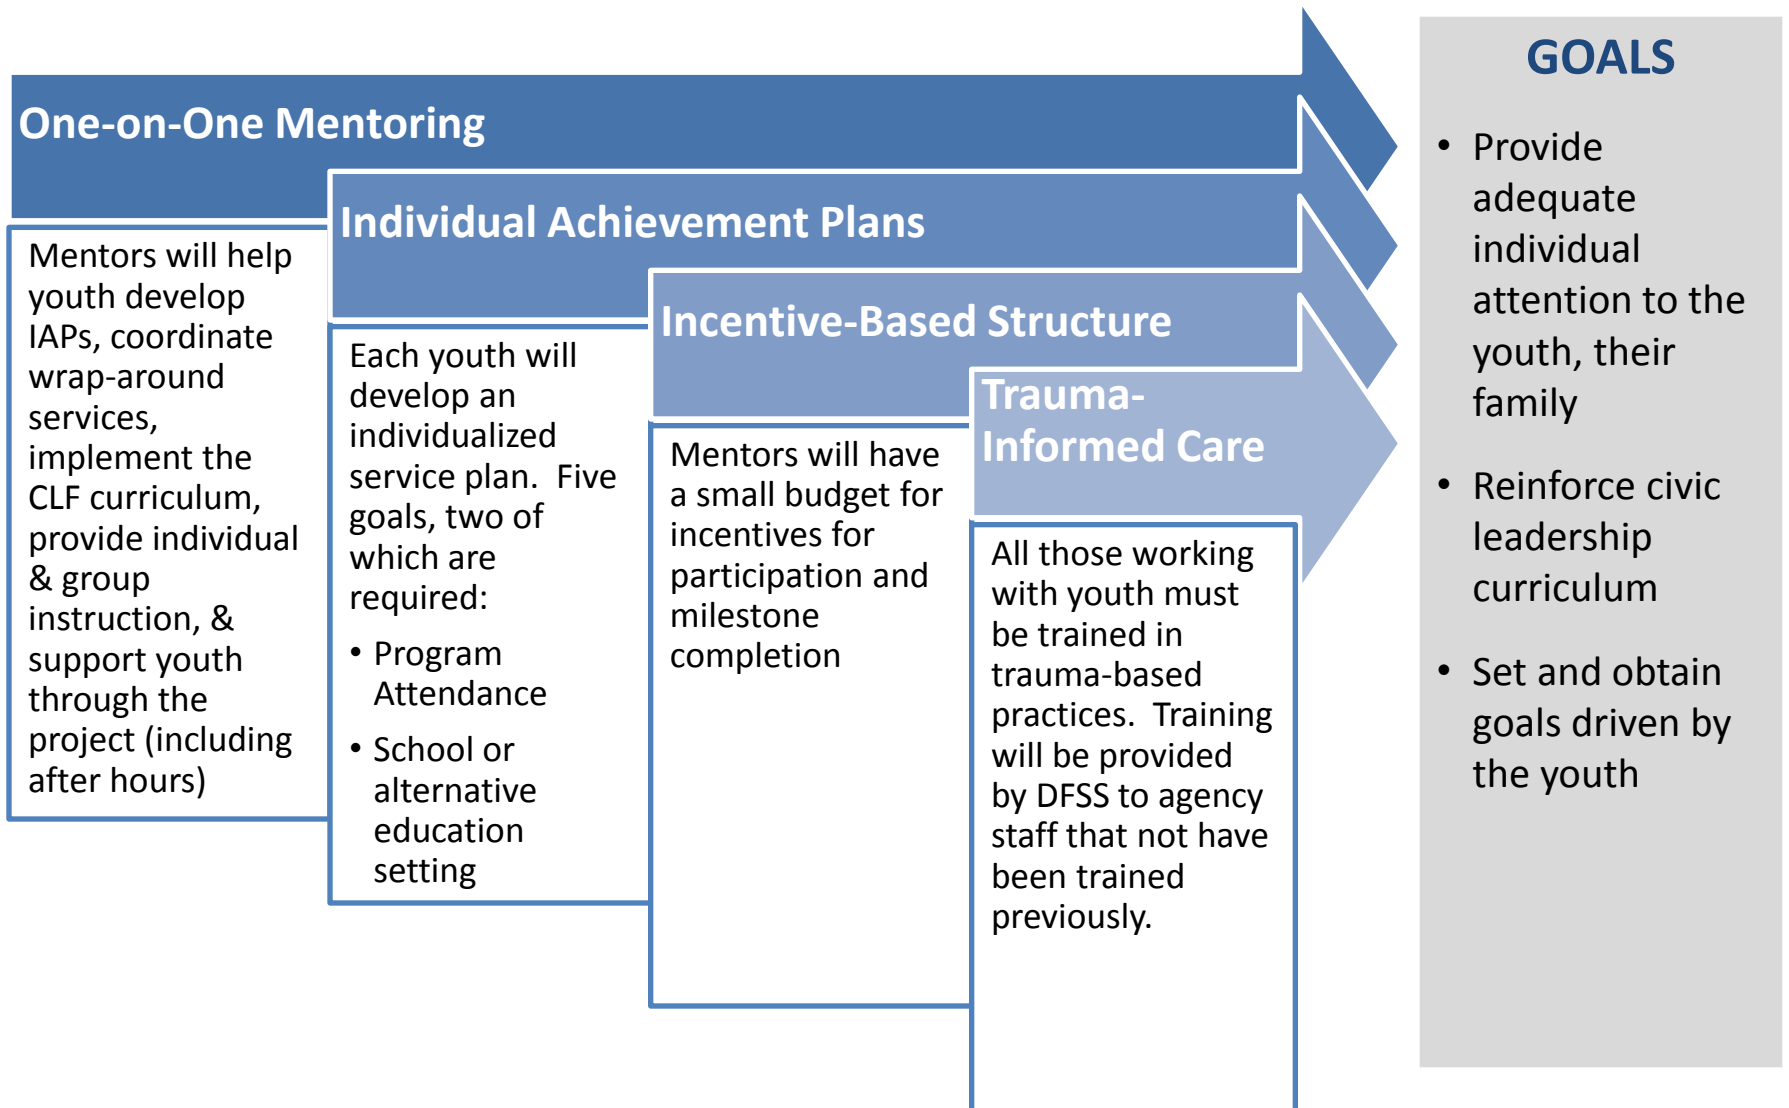 One-on-One Mentoring
Mentors will help
youth develop
IAPs, coordinate
wrap-around
services,
implement the
CLF curriculum,
provide individual
& group
instruction, &
support youth
through the
project (including
after hours)
Individual Achievement Plans
Each youth will
develop an
individualized
service plan.  Five
goals, two of
which are
required:
• Program
Attendance
• School or
alternative
education
setting
Incentive-Based Structure
Mentors will have
a small budget for
incentives for
participation and
milestone
completion
Trauma-
Informed Care
All those working
with youth must
be trained in
trauma-based
practices.  Training
will be provided
by DFSS to agency
staff that not have
been trained
previously.
GOALS
• Provide
adequate
individual
attention to the
youth, their
family
• Reinforce civic
leadership
curriculum
• Set and obtain
goals driven by
the youth